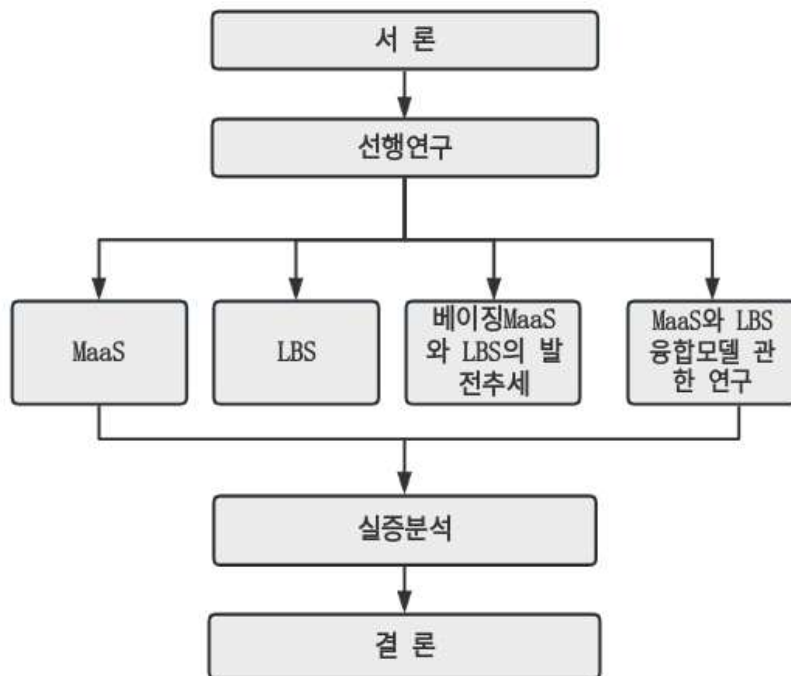 서 론
선행연구
MaaS
LBS
베이징MaaS
와 LBS의 발
전추세
MaaS와 LBS
융합모델 관
한 연구
실증분석
결 론